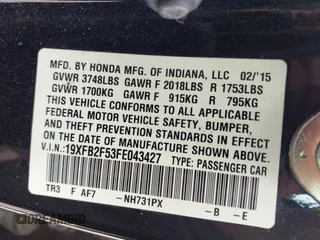 MFD. BY HONDA MFG. OF INDIANA, LLC 02/'15
GVWR 3748LBS GAWR F 2018LBS R 1753LBS
GVWR 1700KG GAWR F 915KG R 795KG
THIS VEHICLE CONFORMS TO ALL APPLICABLE
FEDERAL MOTOR VEHICLE SAFETY, BUMPER,
AND THEFT PREVENTION STANDARDS IN EFFECT
ON THE DATE OF MANUFACTURE SHOWN ABOVE.
V.I.N.:19XFB2F53FE043427 TYPE: PASSENGER CAR
TR3 F AF7 -NH731PX -B -E
DREAMBID